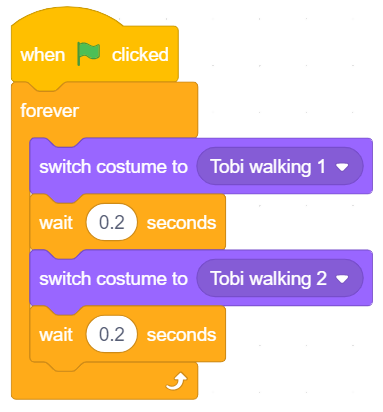 when clicked
forever
switch costume to Tobi walking 1
wait 0.2 seconds
switch costume to Tobi walking 2
wait 0.2 seconds